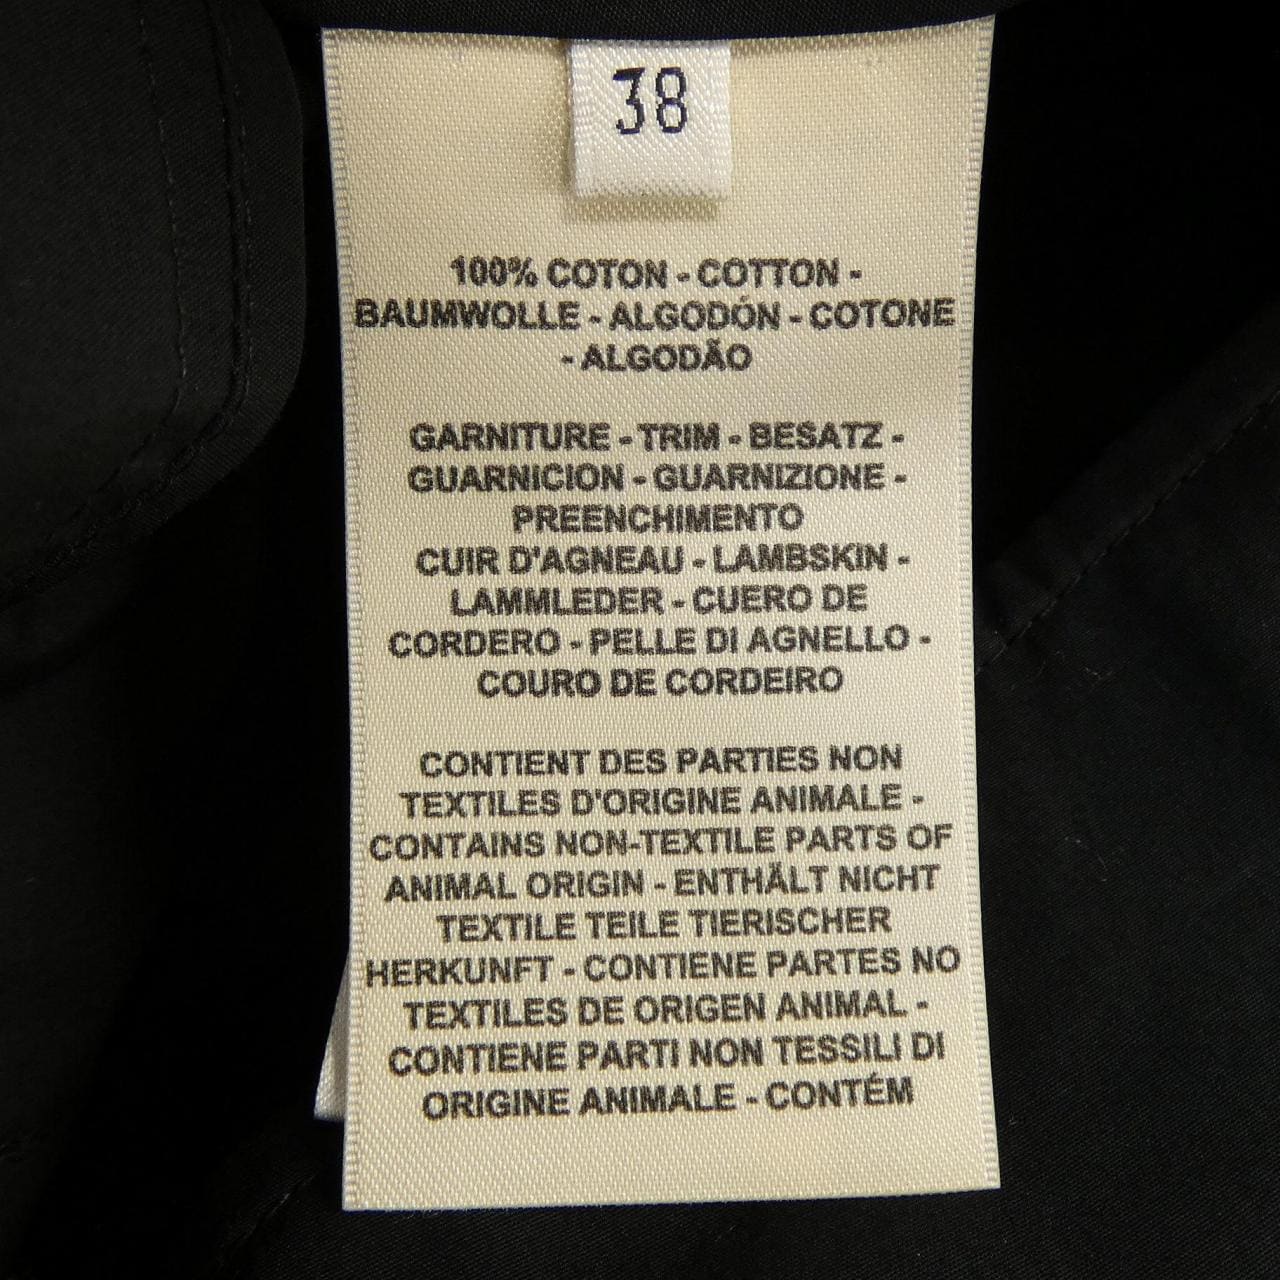 38
100% COTON - COTTON -
BAUMWOLLE - ALGODÓN - COTONE
- ALGODÃO
GARNITURE - TRIM - BESATZ -
GUARNICION - GUARNIZIONE -
PREENCHIMENTO
CUIR D'AGNEAU - LAMBSKIN -
LAMMLEDER - CUERO DE
CORDERO - PELLE DI AGNELLO -
COURO DE CORDEIRO
CONTIENT DES PARTIES NON
TEXTILES D'ORIGINE ANIMALE -
CONTAINS NON-TEXTILE PARTS OF
ANIMAL ORIGIN - ENTHÄLT NICHT
TEXTILE TEILE TIERISCHER
HERKUNFT - CONTIENE PARTES NO
TEXTILES DE ORIGEN ANIMAL -
CONTIENE PARTI NON TESSILI DI
ORIGINE ANIMALE - CONTÉM